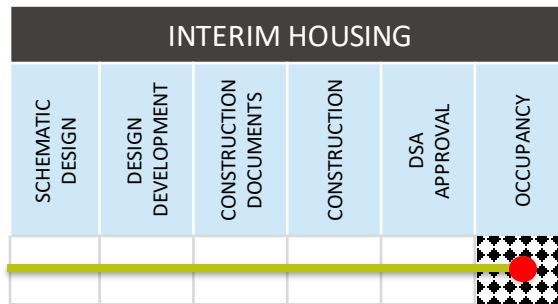 INTERIM HOUSING
SCHEMATIC
DESIGN
DESIGN
DEVELOPMENT
CONSTRUCTION
DOCUMENTS
CONSTRUCTION
DSA
APPROVAL
OCCUPANCY